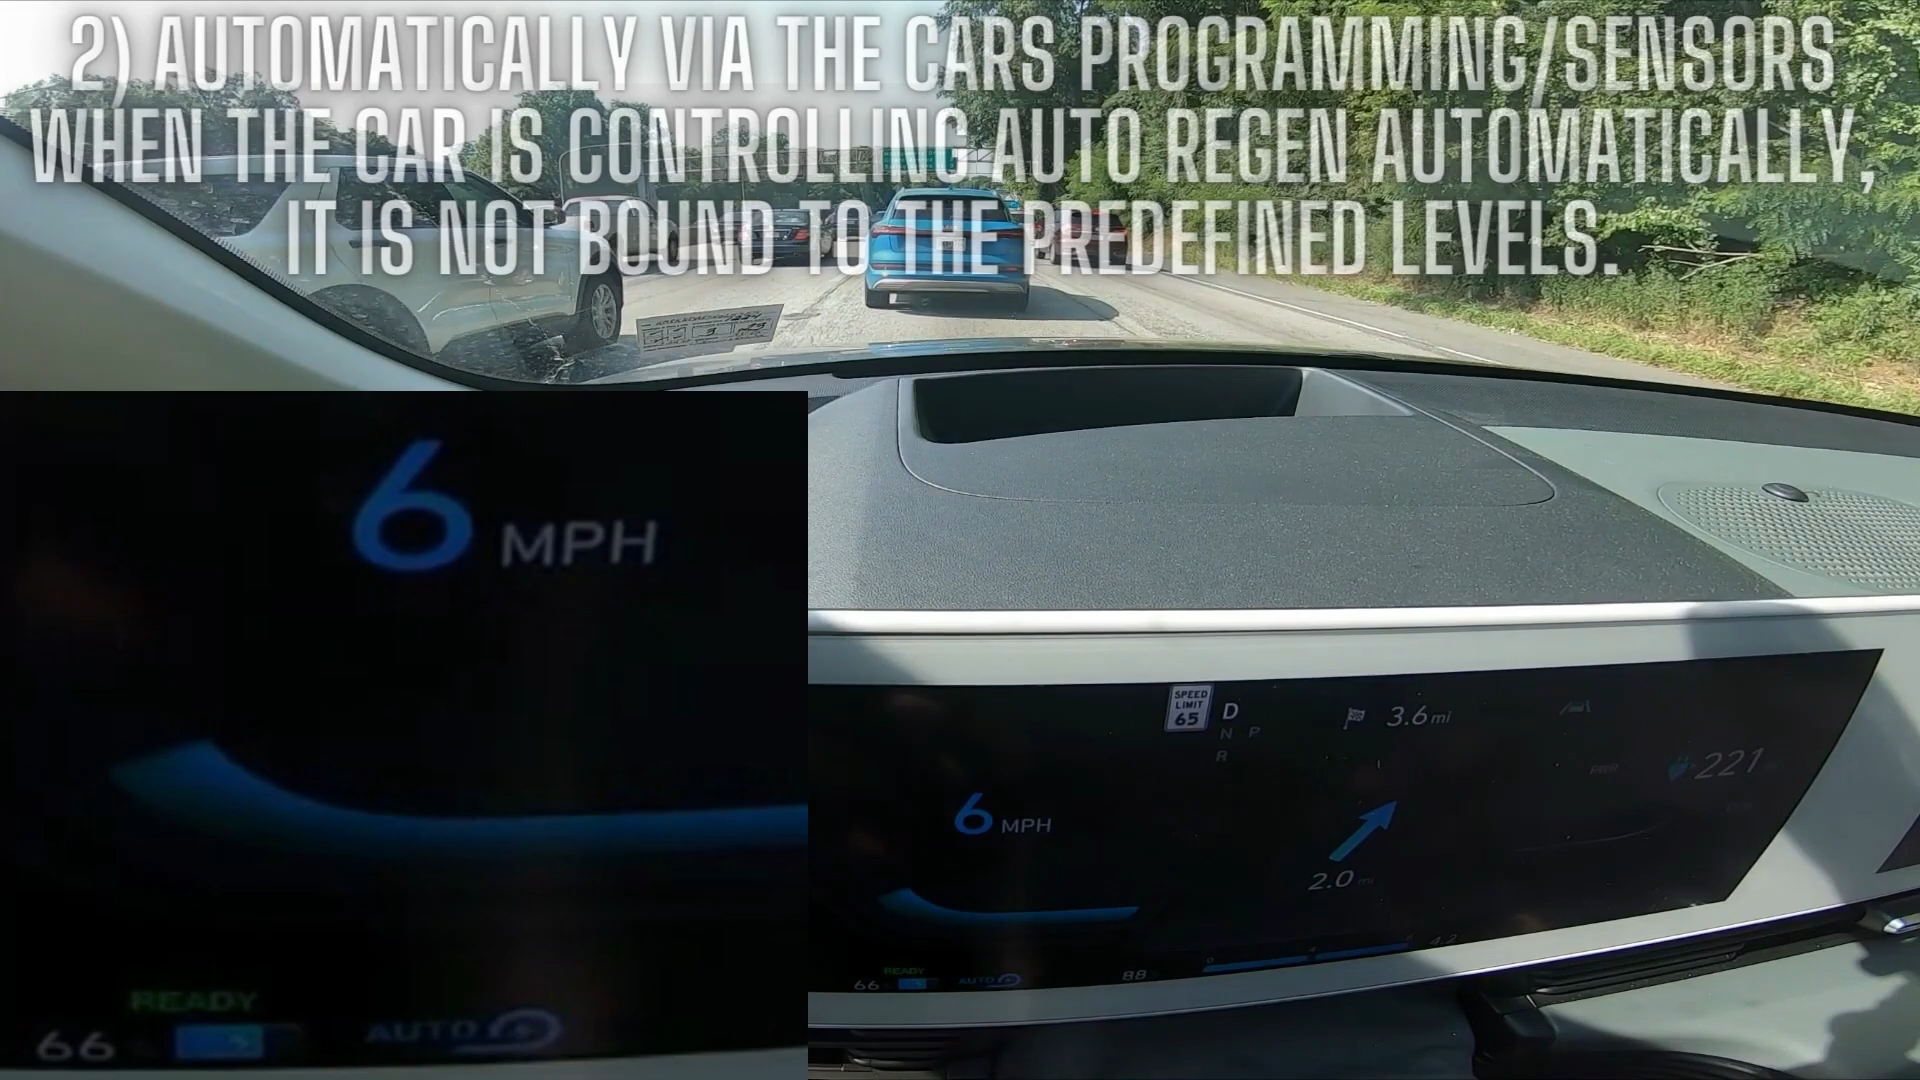 2) AUTOMATICALLY VIA THE CARS PROGRAMMING/SENSORS
WHEN THE CAR IS CONTROLLING AUTO REGEN AUTOMATICALLY,
IT IS NOT BOUND TO THE PREDEFINED LEVELS.
6 MPH
READY
66
AUTO
SPEED
LIMIT
65
D
N P
R
3.6 mi
221
6 MPH
2.0 mi
READY
66
AUTO
88
4.2